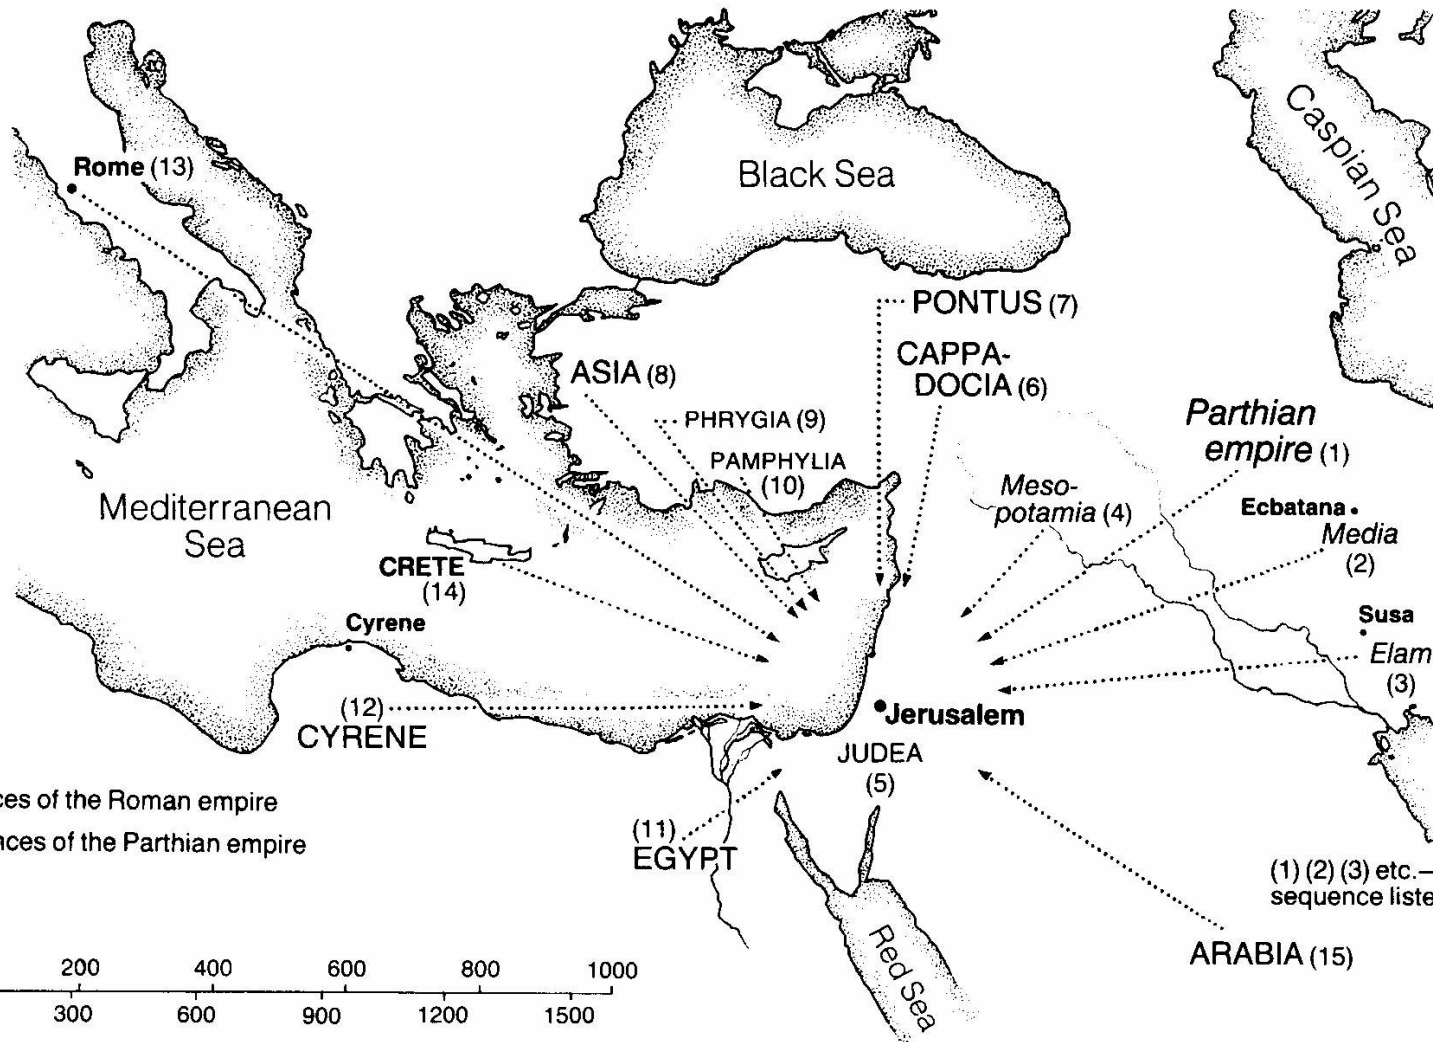 Rome (13)
Black Sea
Caspian Sea
PONTUS (7)
CAPPA-
DOCIA (6)
ASIA (8)
PHRYGIA (9)
PAMPHYLIA
(10)
Parthian
empire (1)
Meso-
potamia (4)
Ecbatana
Media
(2)
Mediterranean
Sea
CRETE
(14)
Cyrene
Susa
Elam
(3)
(12)
CYRENE
Jerusalem
JUDEA
(5)
ces of the Roman empire
nces of the Parthian empire
(11)
EGYPT
(1) (2) (3) etc.–
sequence liste
ARABIA (15)
Red Sea
200 400 600 800 1000
300 600 900 1200 1500